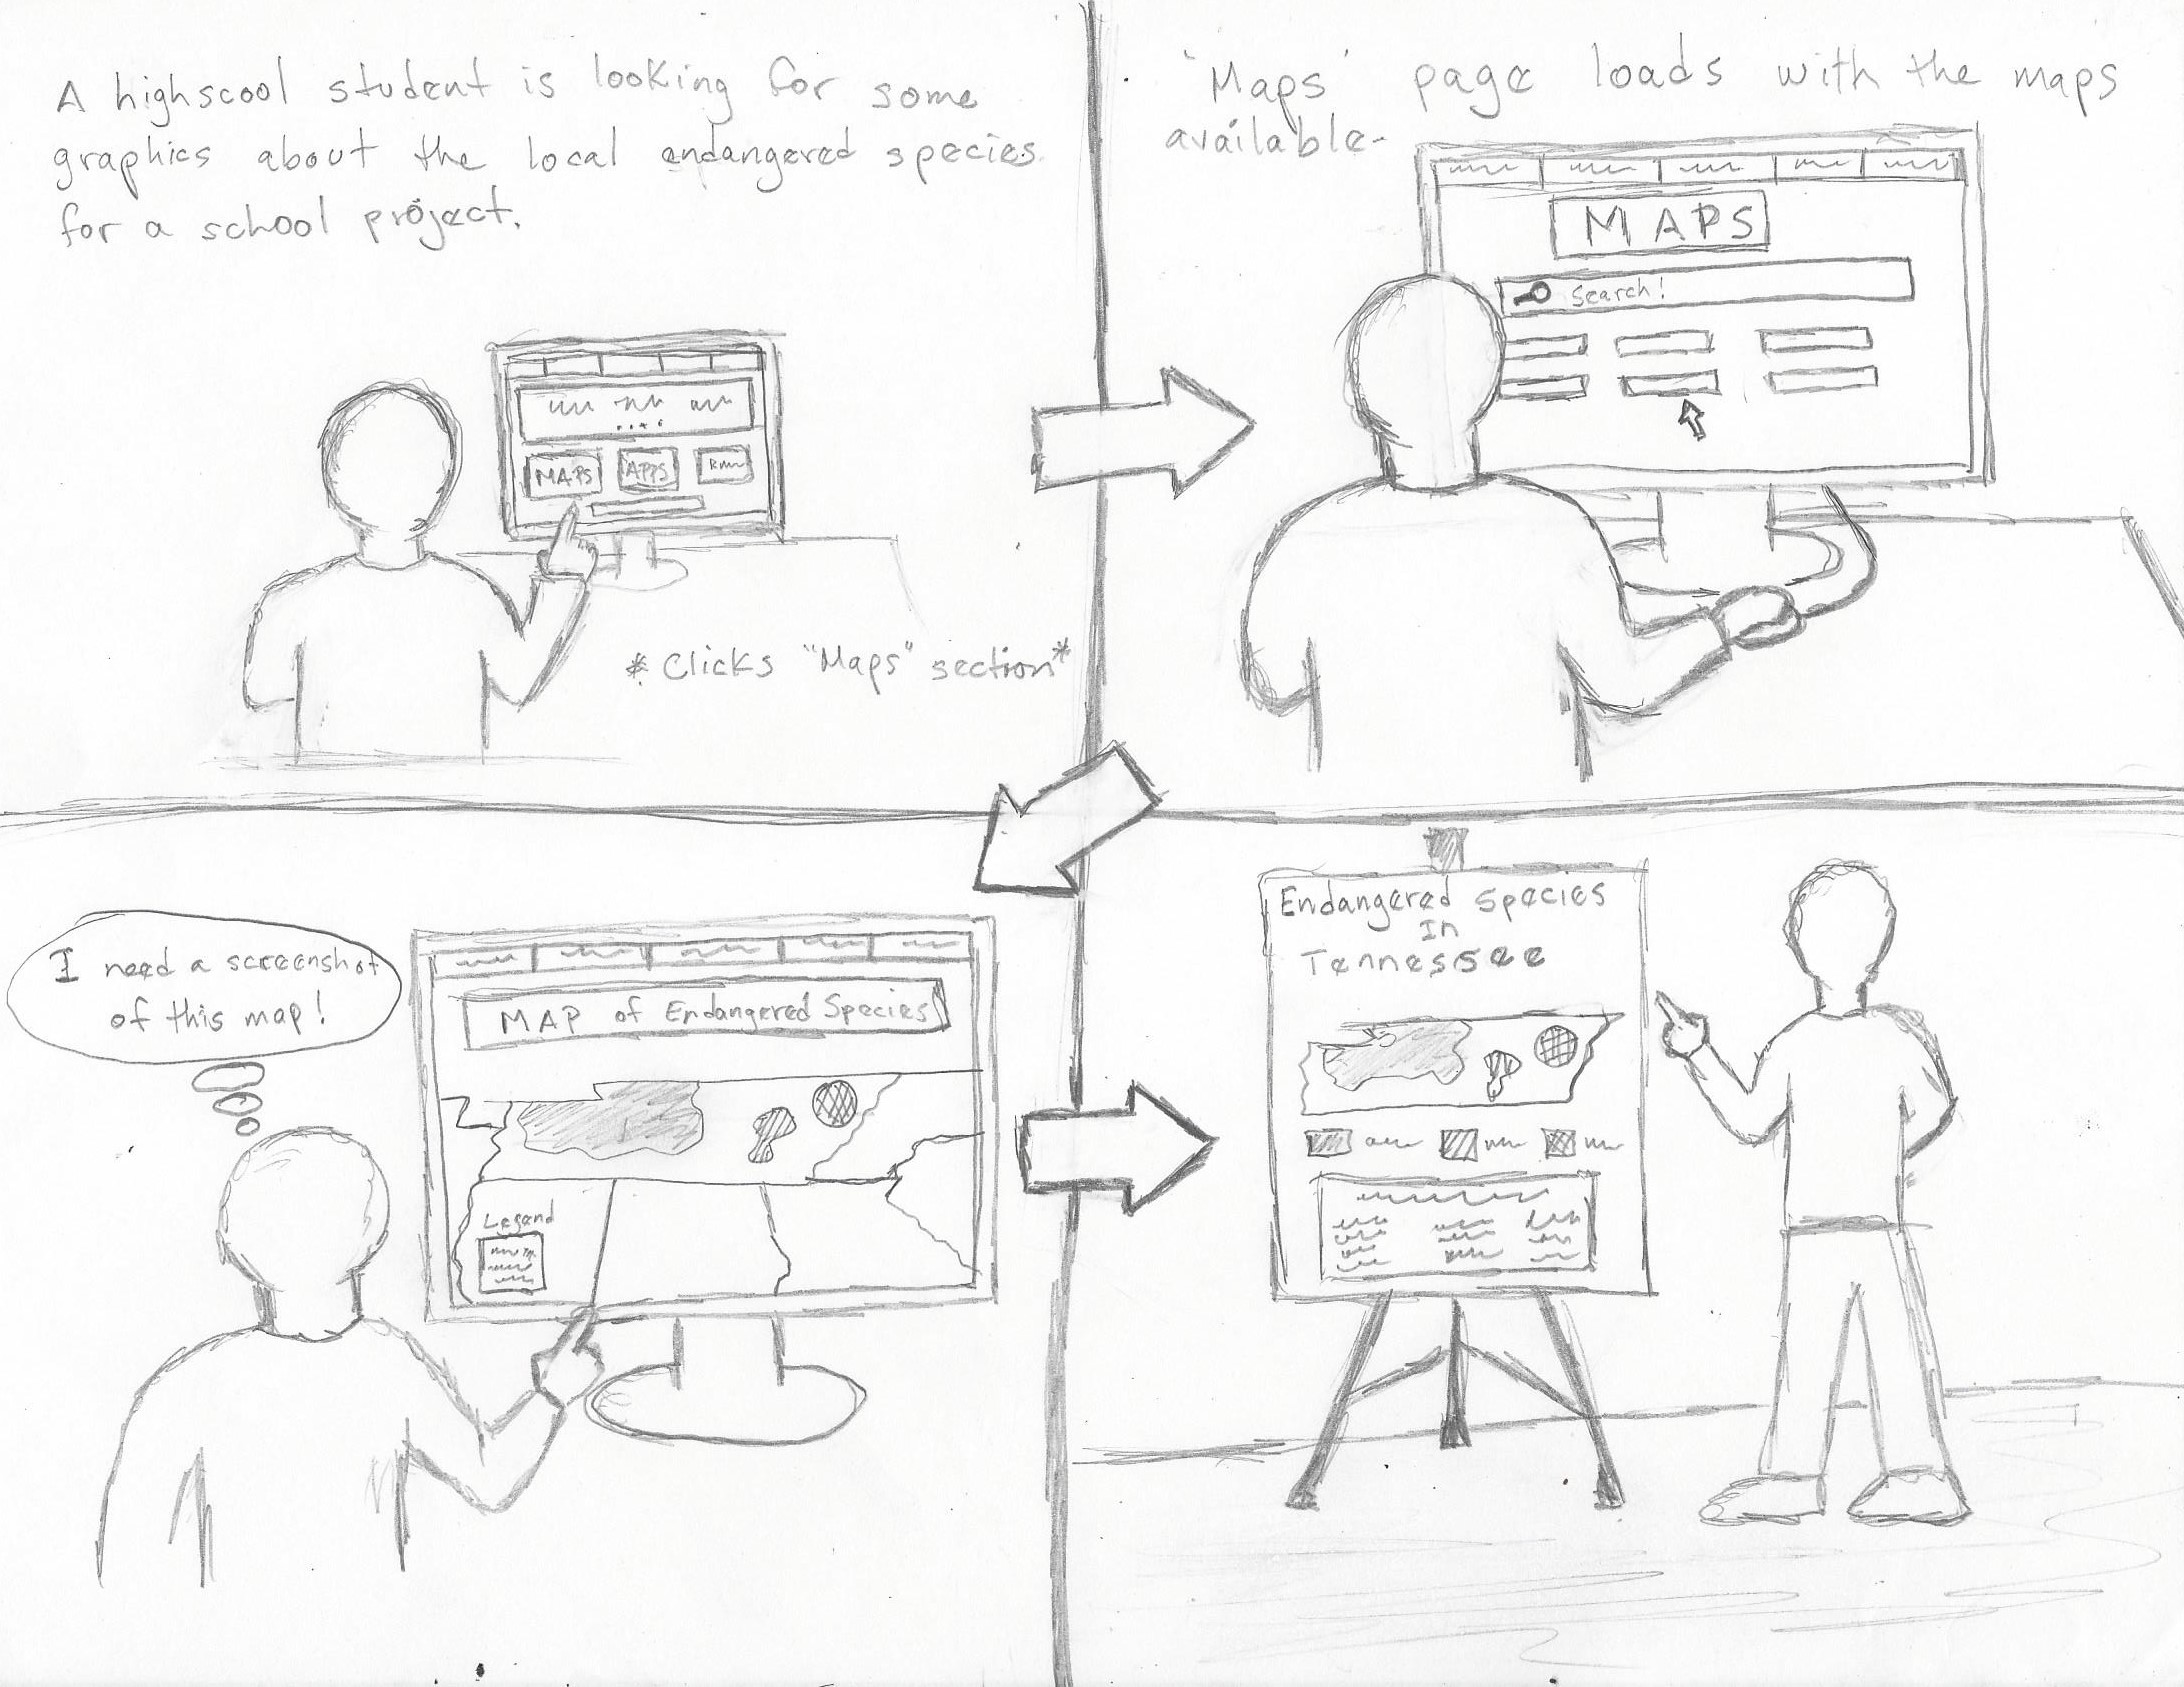 A highscool student is looking for some
graphics about the local endangered species
for a school project.
MAPS
APPS
* Clicks "Maps" section*
'Maps' page loads with the maps
available.
MAPS
Search!
I need a screenshot
of this map!
MAP of Endangered Species
Legend
Endangered Species
In
Tennessee